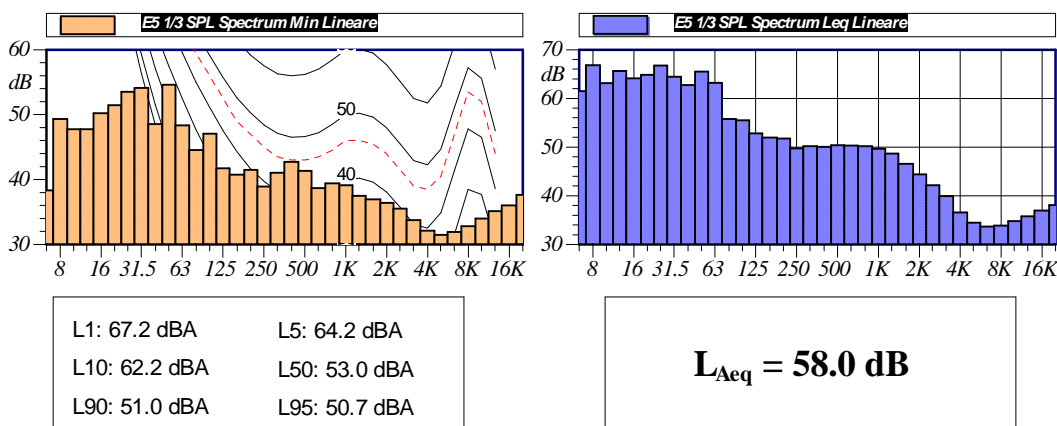 E5 1/3 SPL Spectrum Min Lineare
60
dB
50
40
30
50
40
8 16 31.5 63 125 250 500 1K 2K 4K 8K 16K
E5 1/3 SPL Spectrum Leq Lineare
70
dB
60
50
40
30
8 16 31.5 63 125 250 500 1K 2K 4K 8K 16K
L1: 67.2 dBA L5: 64.2 dBA
L10: 62.2 dBA L50: 53.0 dBA
L90: 51.0 dBA L95: 50.7 dBA
LAeq = 58.0 dB